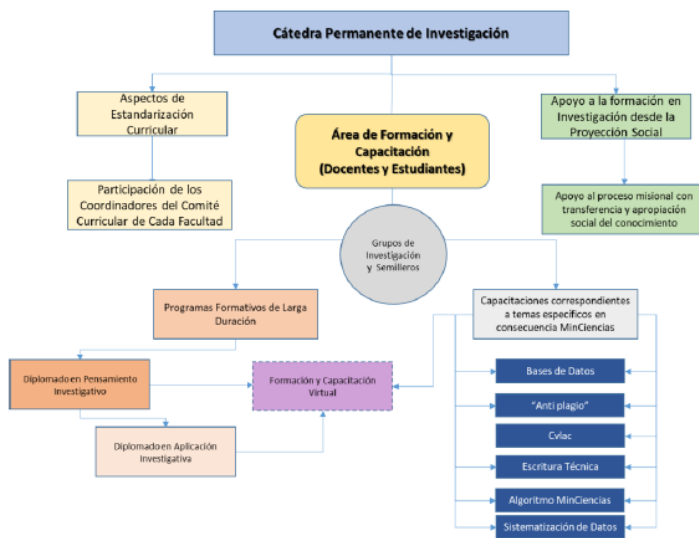 Cátedra Permanente de Investigación
Aspectos de
Estandarización
Curricular
Área de Formación y
Capacitación
(Docentes y Estudiantes)
Apoyo a la formación en
Investigación desde la
Proyección Social
Participación de los
Coordinadores del Comité
Curricular de Cada Facultad
Apoyo al proceso misional con
transferencia y apropiación
social del conocimiento
Grupos de
Investigación
y Semilleros
Programas Formativos de Larga
Duración
Capacitaciones correspondientes
a temas específicos en
consecuencia MinCiencias
Diplomado en Pensamiento
Investigativo
Formación y Capacitación
Virtual
Diplomado en Aplicación
Investigativa
Bases de Datos
"Anti plagio"
Cvlac
Escritura Técnica
Algoritmo MinCiencias
Sistematización de Datos